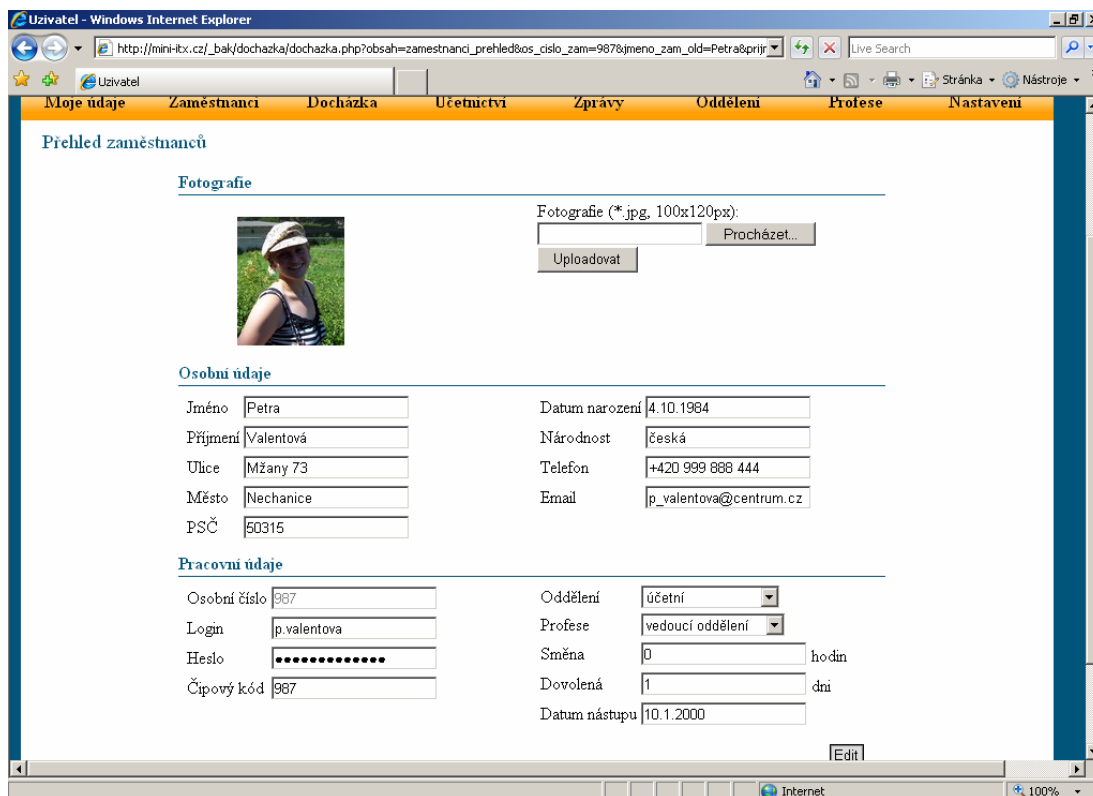 Uzivatel - Windows Internet Explorer
http://mini-itx.cz/_bak/dochazka/dochazka.php?obsah=zamestnanci_prehled&os_cislo_zam=987&jmeno_zam_old=Petra&prijr
Live Search
Uzivatel
Stránka
Nástroje
Moje údaje Zaměstnanci Docházka Účetnictví Zprávy Oddělení Profese Nastavení
Přehled zaměstnanců
Fotografie
Fotografie (*.jpg, 100x120px):
Procházet...
Uploadovat
Osobní údaje
Jméno Petra Datum narození 4.10.1984
Příjmení Valentová Národnost česká
Ulice Mžany 73 Telefon +420 999 888 444
Město Nechanice Email p_valentova@centrum.cz
PSČ 50315
Pracovní údaje
Osobní číslo 987 Oddělení účetní
Login p.valentova Profese vedoucí oddělení
Heslo ●●●●●●●●●●●●● Směna 0 hodin
Čipový kód 987 Dovolená 1 dni
Datum nástupu 10.1.2000
Edit
Internet 100%